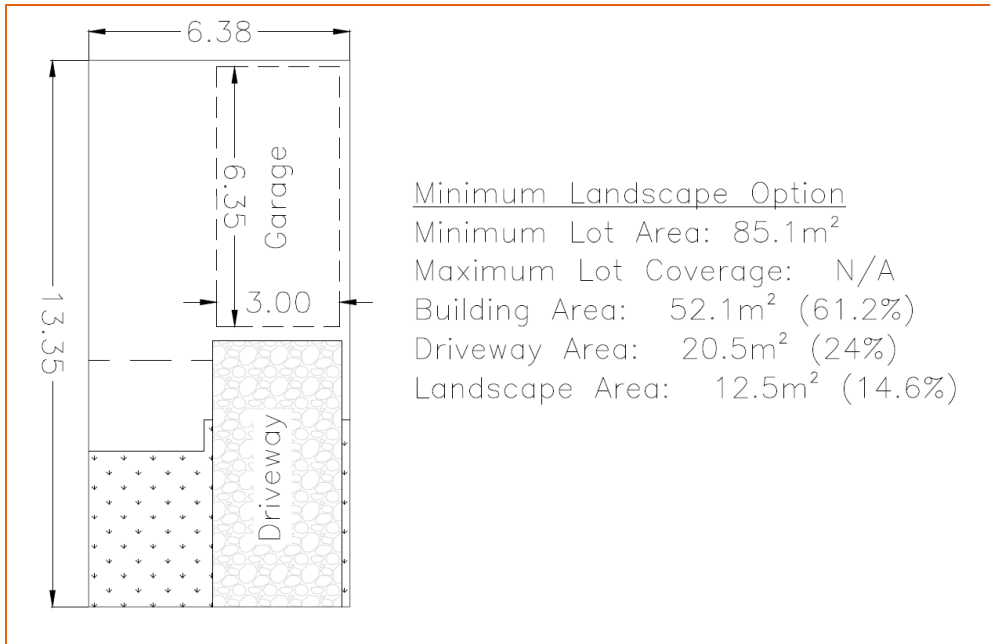 6.38
13.35
6.35
Garage
3.00
Driveway
Minimum Landscape Option
Minimum Lot Area: 85.1m²
Maximum Lot Coverage: N/A
Building Area: 52.1m² (61.2%)
Driveway Area: 20.5m² (24%)
Landscape Area: 12.5m² (14.6%)